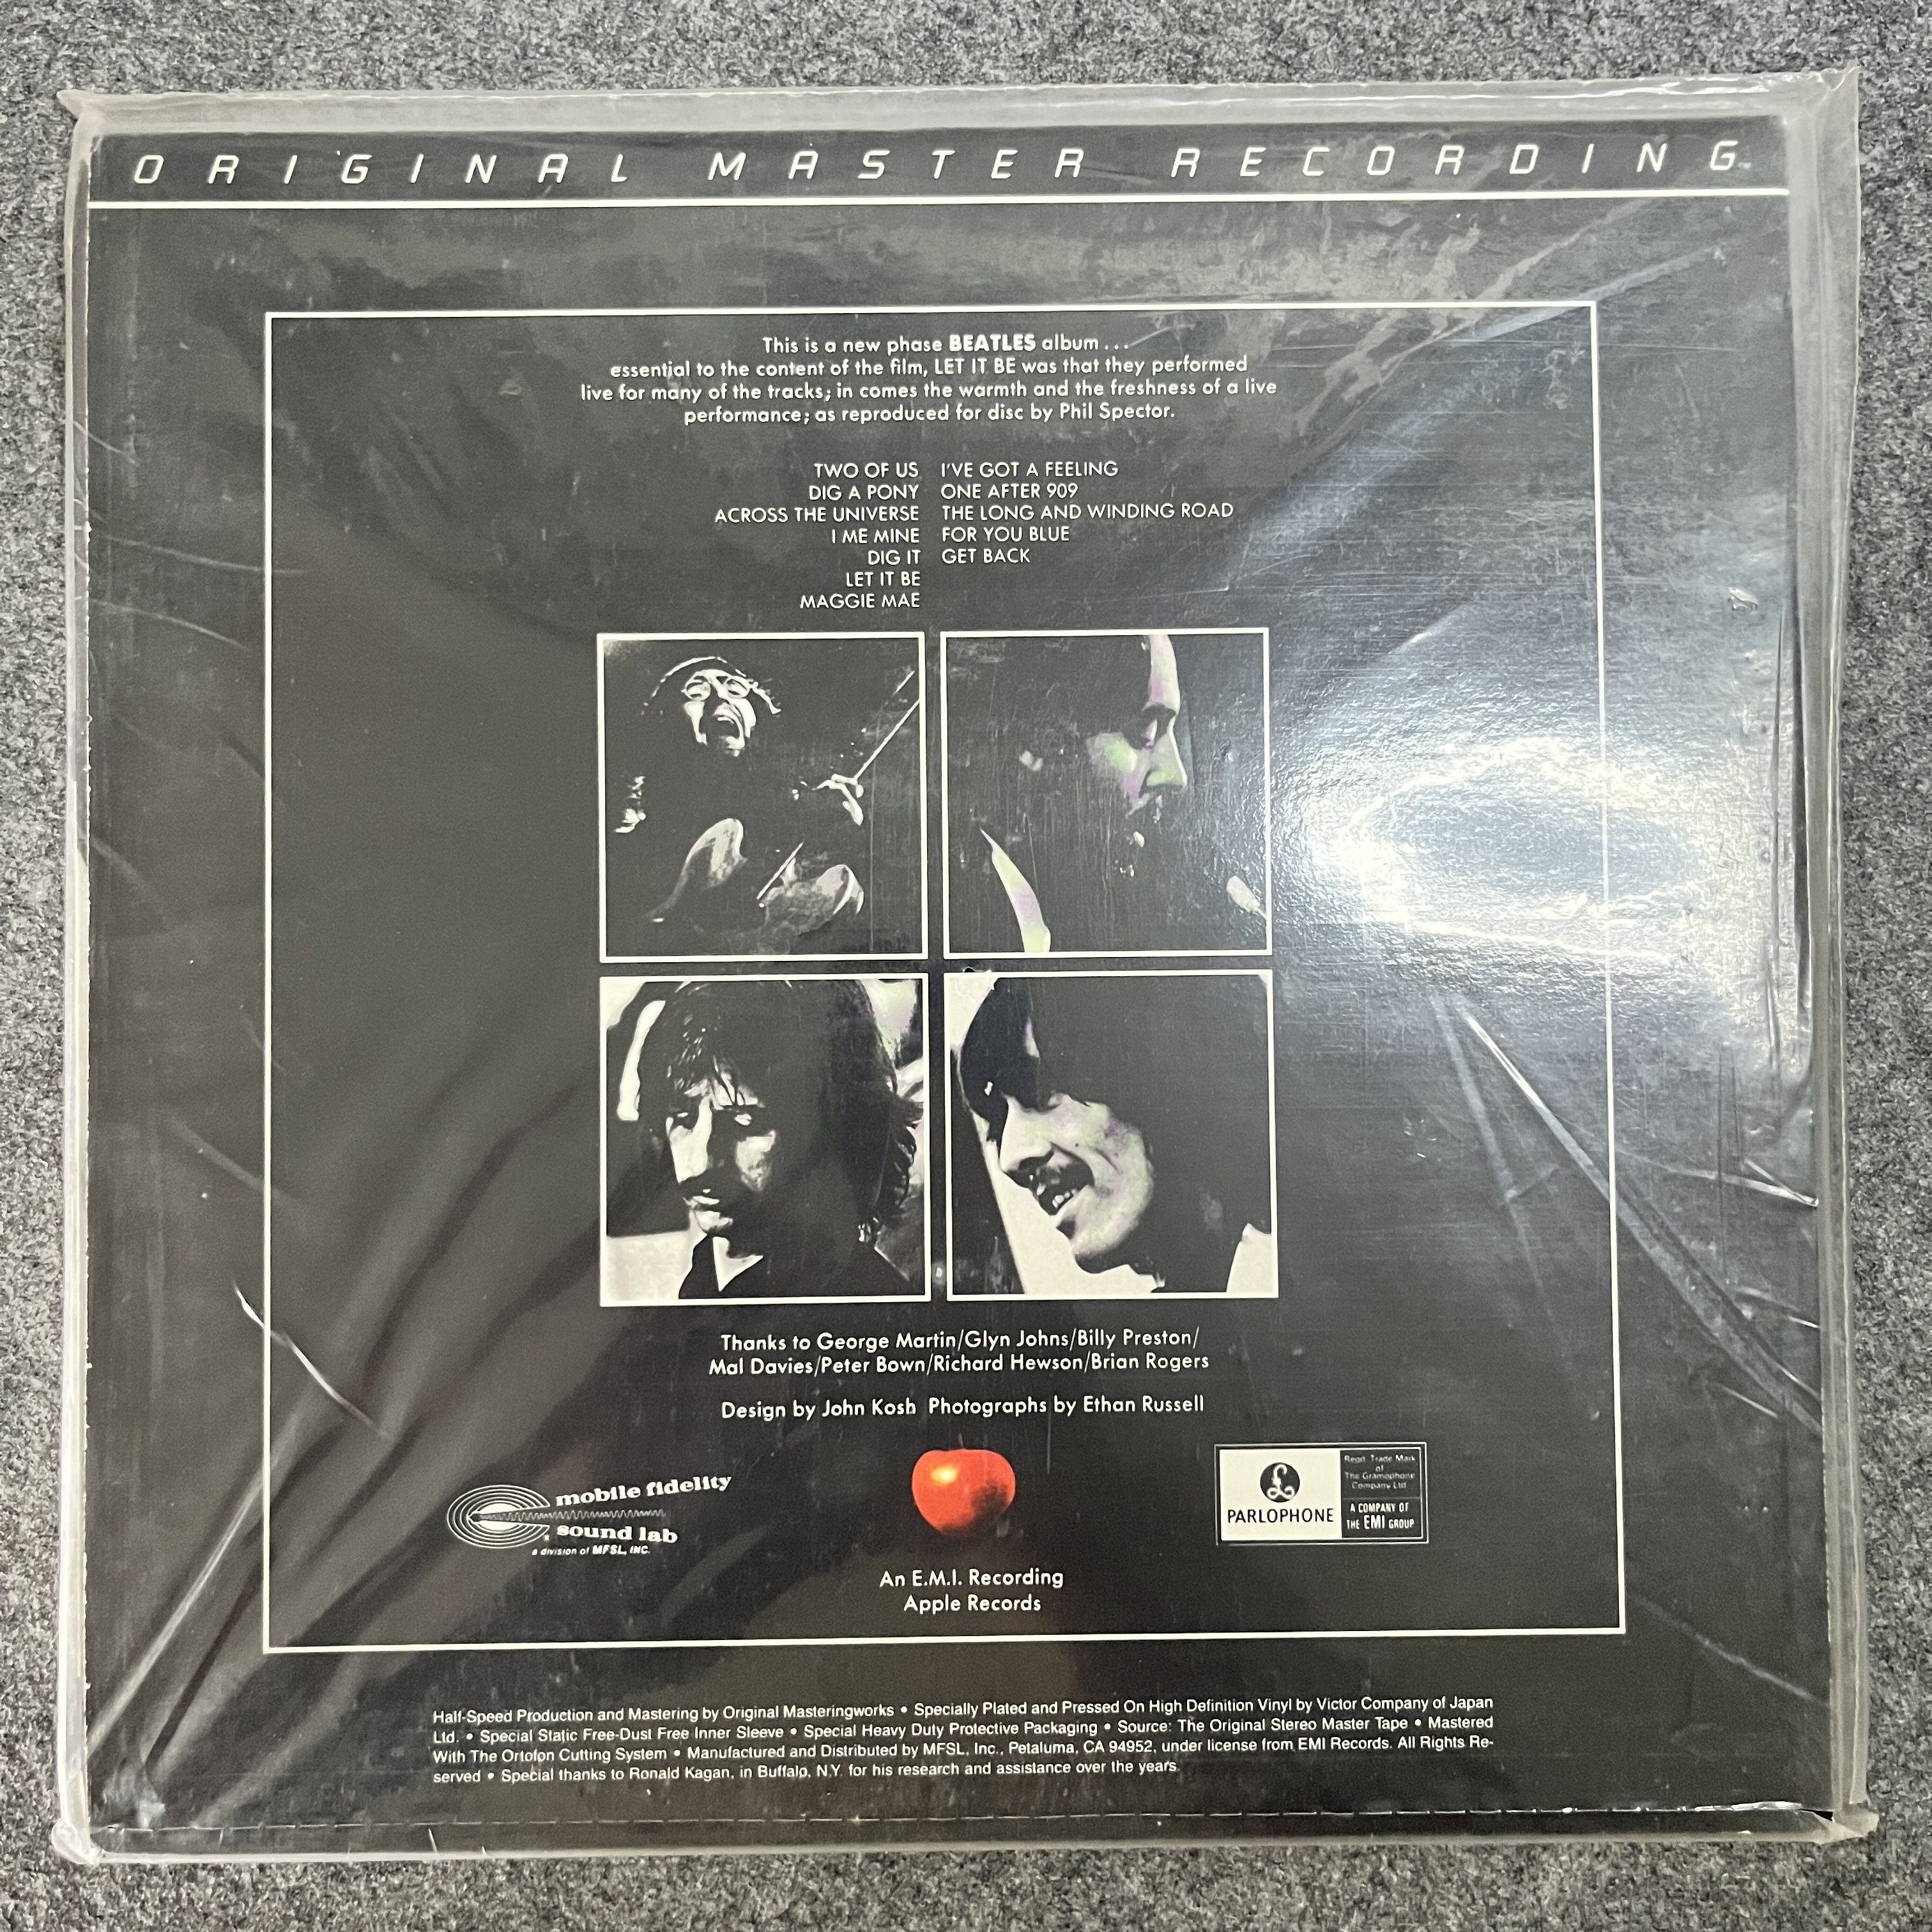 ORIGINAL MASTER RECORDING
This is a new phase BEATLES album . . .
essential to the content of the film, LET IT BE was that they performed
live for many of the tracks; in comes the warmth and the freshness of a live
performance; as reproduced for disc by Phil Spector.
TWO OF US
DIG A PONY
ACROSS THE UNIVERSE
I ME MINE
DIG IT
LET IT BE
MAGGIE MAE
I'VE GOT A FEELING
ONE AFTER 909
THE LONG AND WINDING ROAD
FOR YOU BLUE
GET BACK
Thanks to George Martin/Glyn Johns/Billy Preston/
Mal Davies/Peter Bown/Richard Hewson/Brian Rogers
Design by John Kosh Photographs by Ethan Russell
mobile fidelity
sound lab
a division of MFSL, INC.
£
PARLOPHONE
Regd. Trade Mark
of
The Gramophone
Company Ltd
A COMPANY OF
THE EMI GROUP
An E.M.I. Recording
Apple Records
Half-Speed Production and Mastering by Original Masteringworks • Specially Plated and Pressed On High Definition Vinyl by Victor Company of Japan
Ltd. • Special Static Free-Dust Free Inner Sleeve • Special Heavy Duty Protective Packaging • Source: The Original Stereo Master Tape • Mastered
With The Ortofon Cutting System • Manufactured and Distributed by MFSL, Inc., Petaluma, CA 94952, under license from EMI Records. All Rights Re-
served • Special thanks to Ronald Kagan, in Buffalo, N.Y. for his research and assistance over the years.